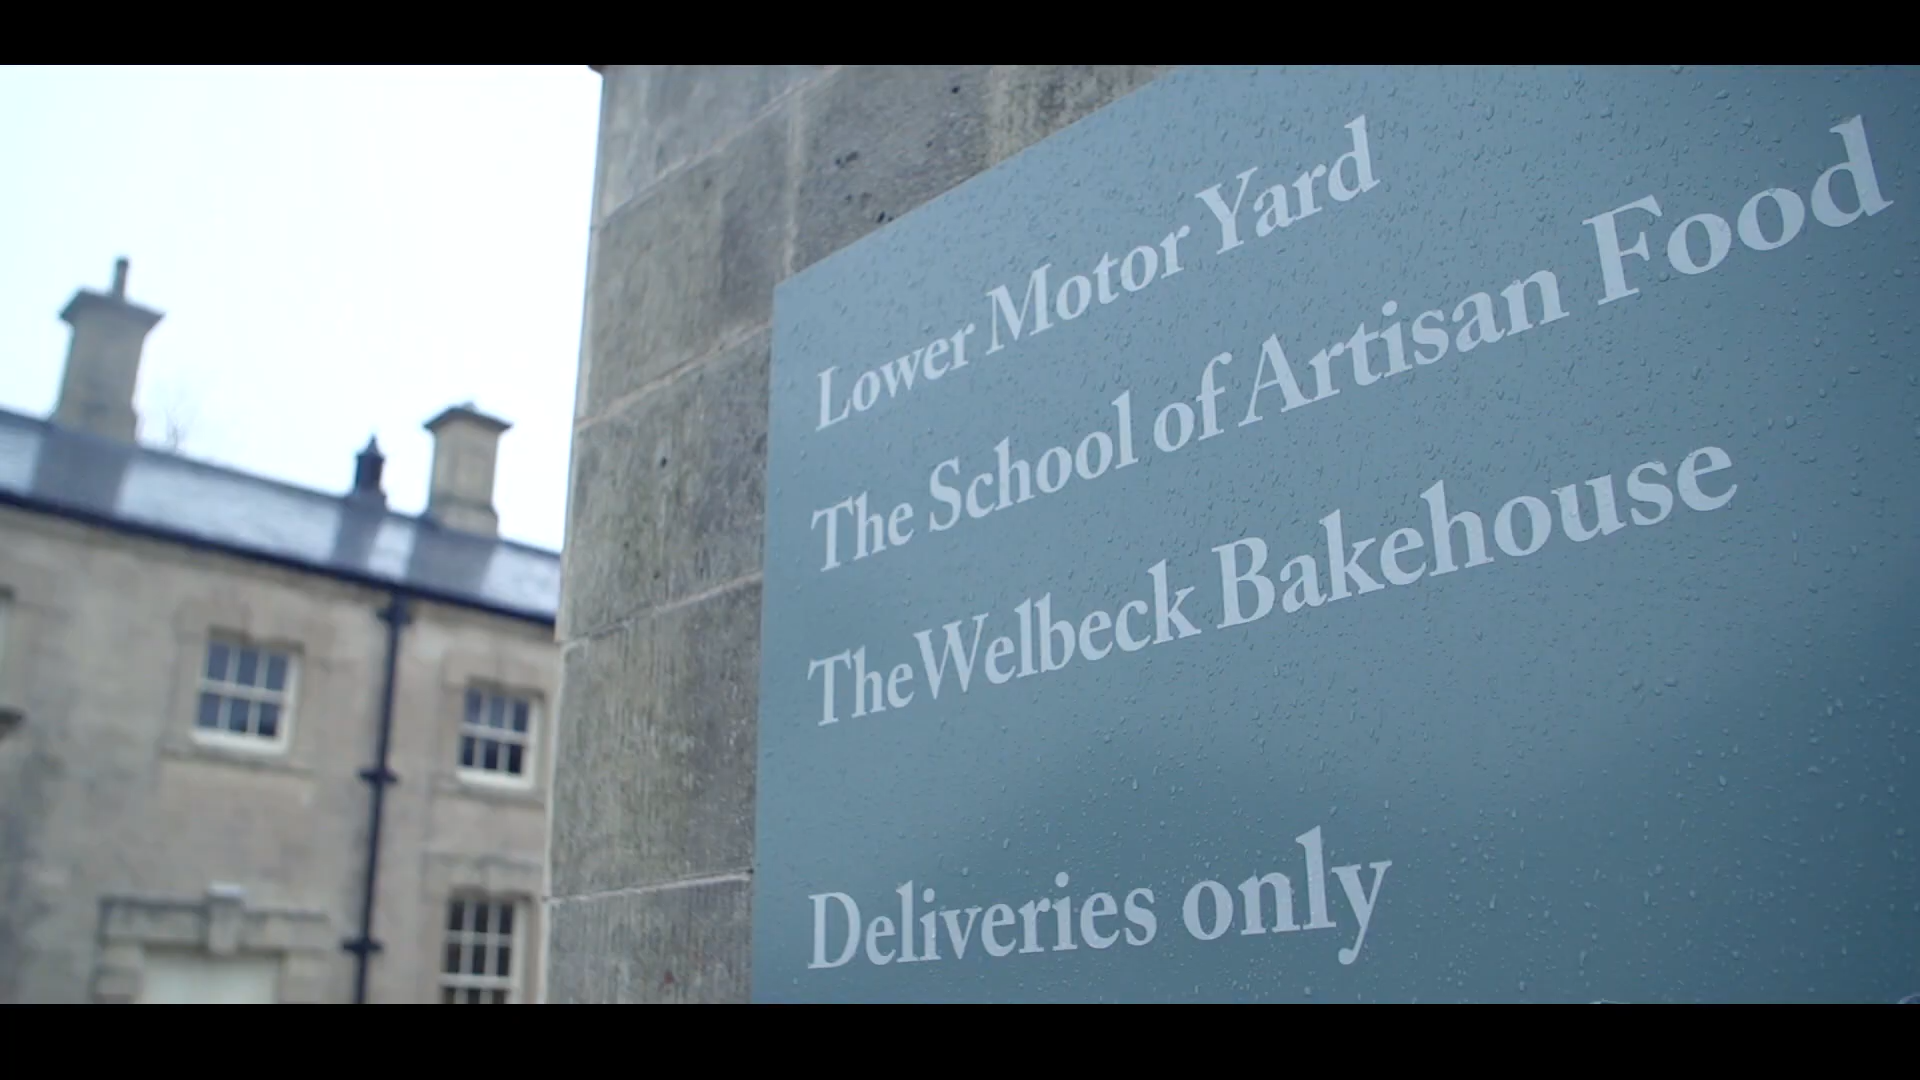 Lower Motor Yard
The School of Artisan Food
The Welbeck Bakehouse
Deliveries only